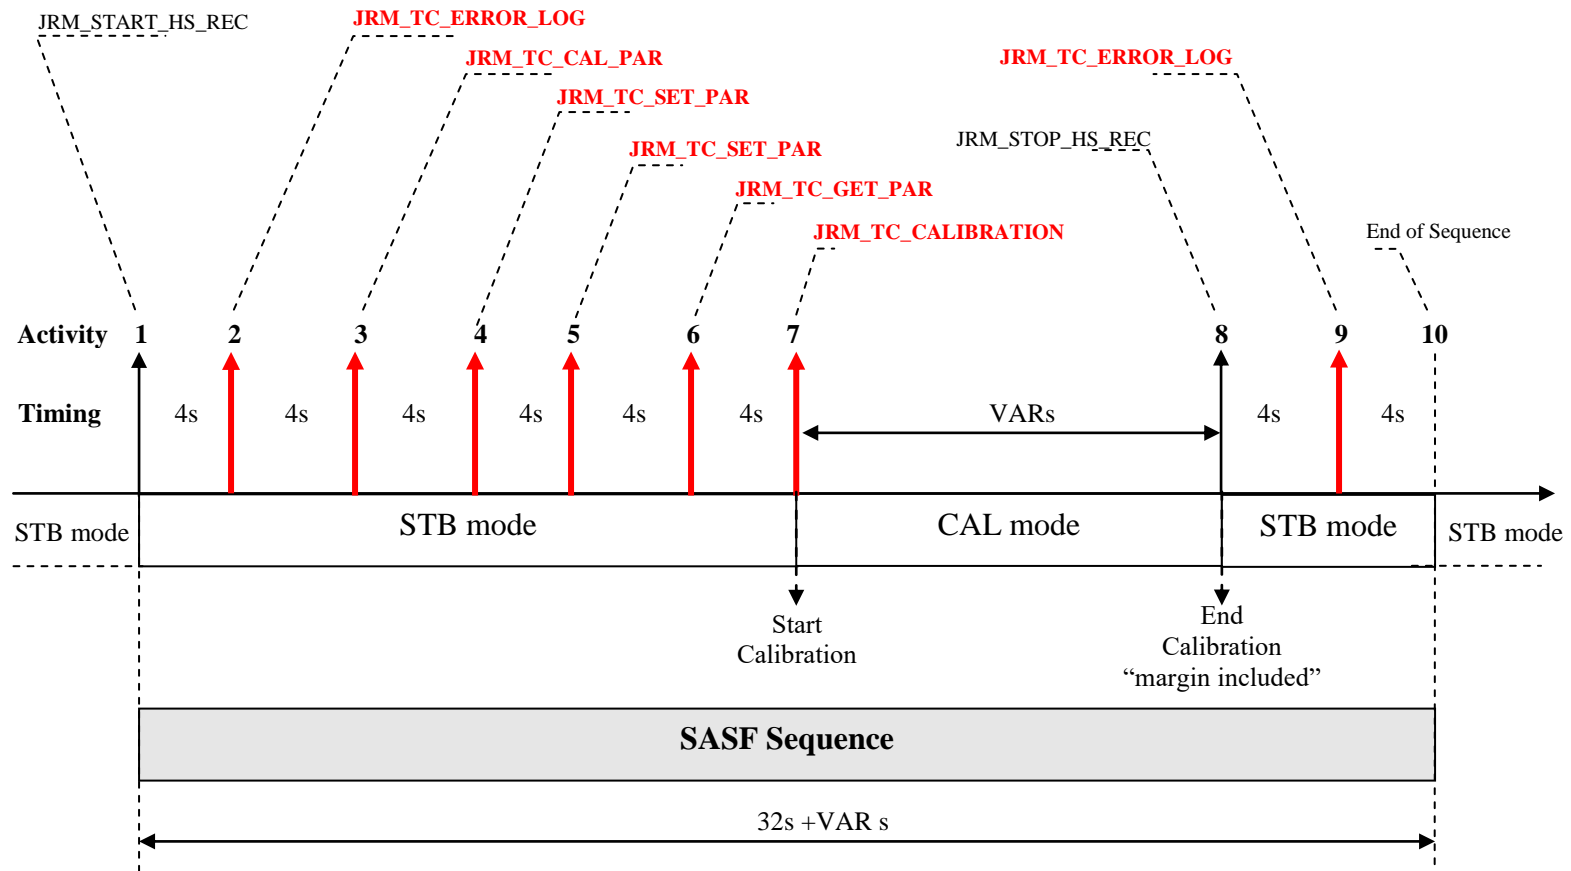 JRM_START_HS_REC
JRM_TC_ERROR_LOG
JRM_TC_CAL_PAR
JRM_TC_SET_PAR
JRM_TC_SET_PAR
JRM_TC_GET_PAR
JRM_TC_CALIBRATION
JRM_TC_ERROR_LOG
JRM_STOP_HS_REC
End of Sequence
Activity 1 2 3 4 5 6 7 8 9 10
Timing 4s 4s 4s 4s 4s 4s VARs 4s 4s
STB mode STB mode CAL mode STB mode STB mode
Start
Calibration
End
Calibration
“margin included”
SASF Sequence
32s +VAR s